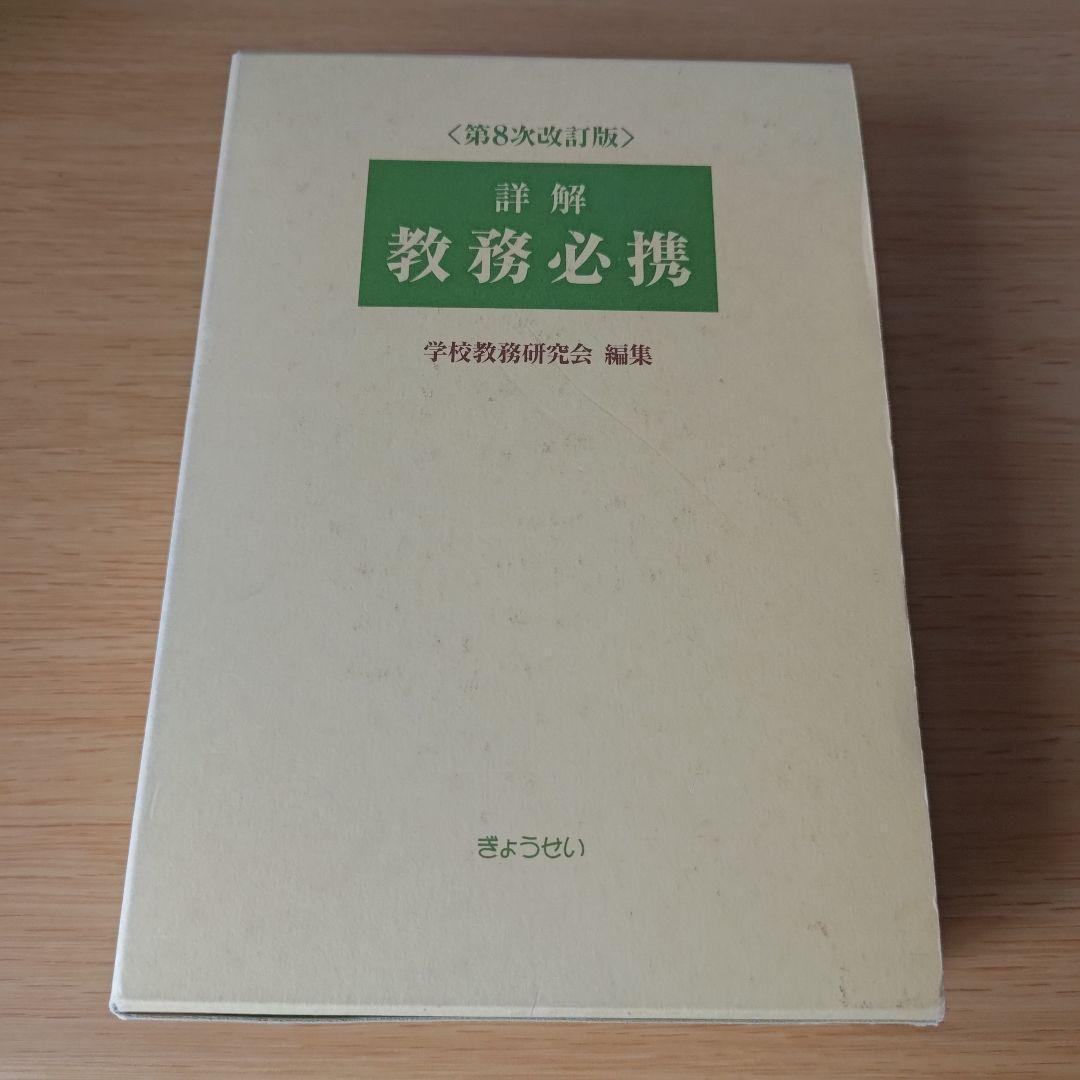 〈第8次改訂版〉
詳解
教務必携
学校教務研究会 編集
ぎょうせい